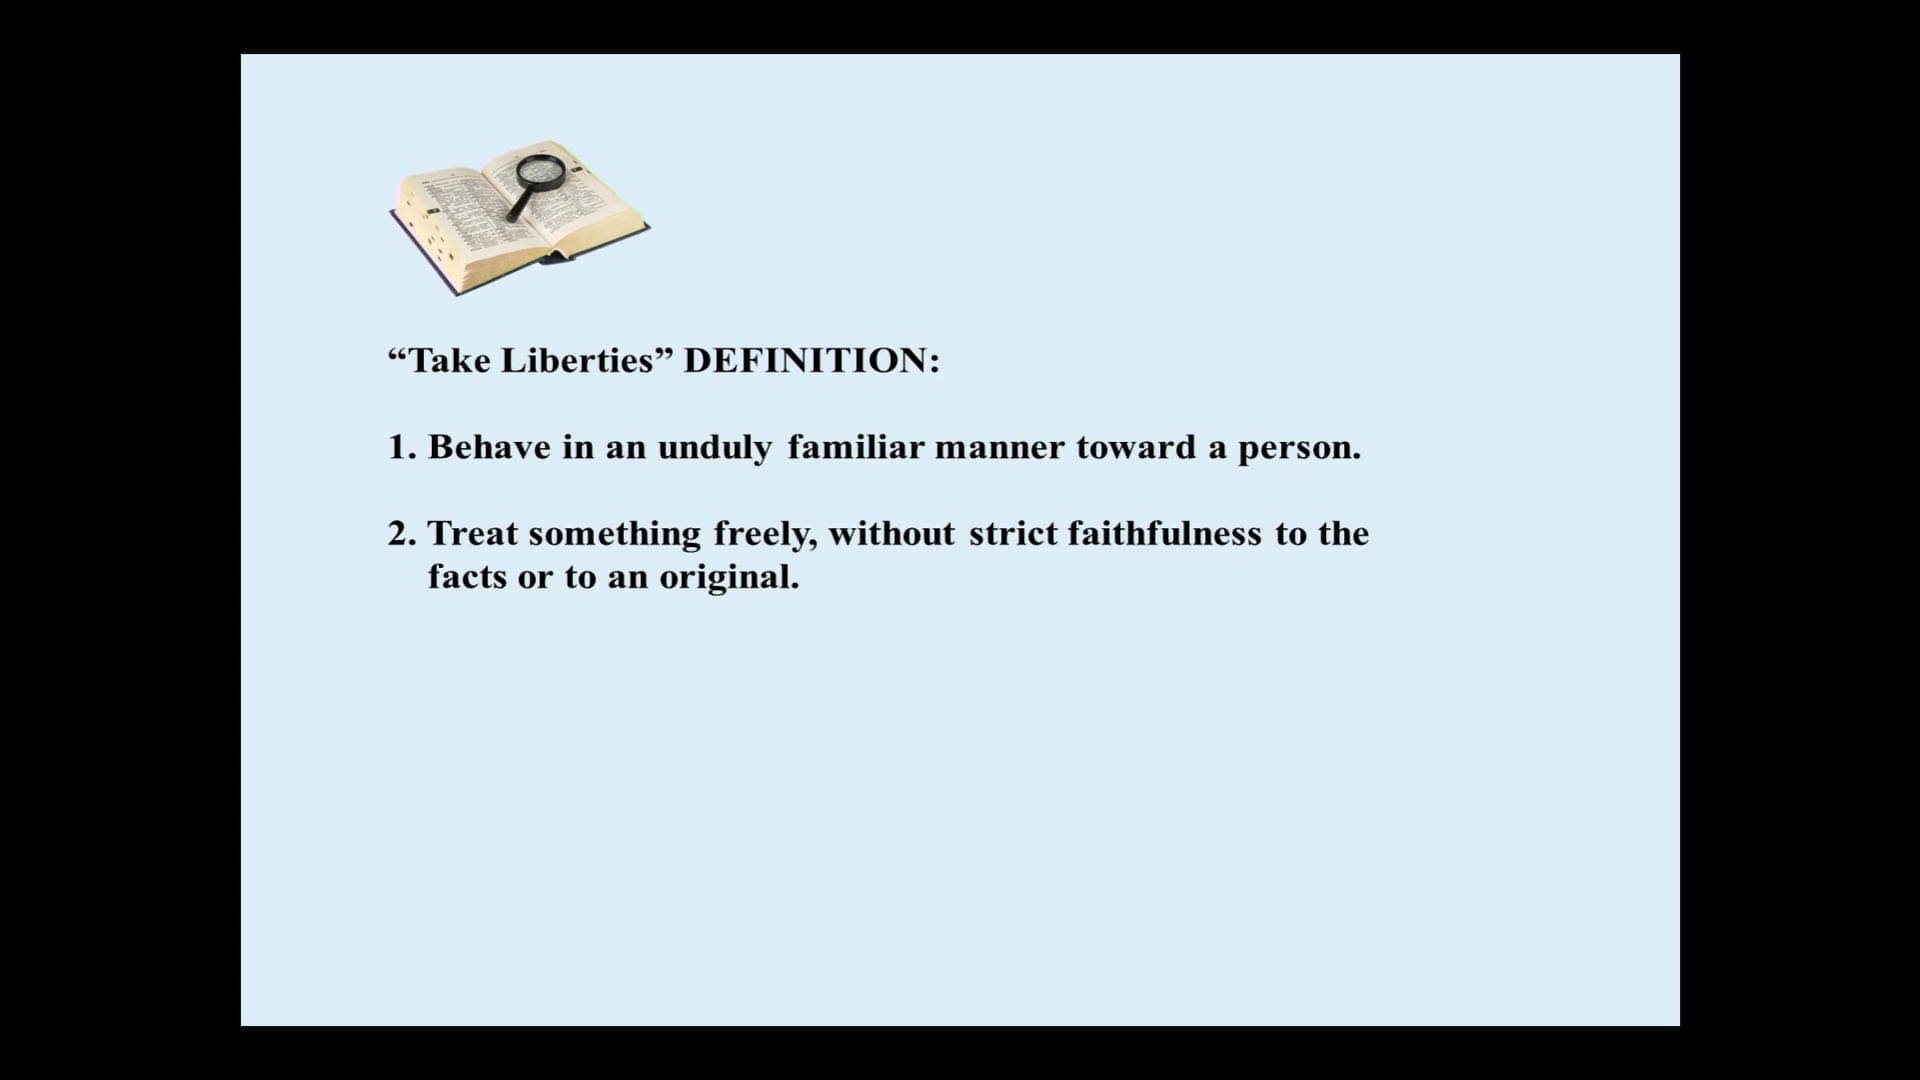 “Take Liberties” DEFINITION:
1. Behave in an unduly familiar manner toward a person.
2. Treat something freely, without strict faithfulness to the
facts or to an original.